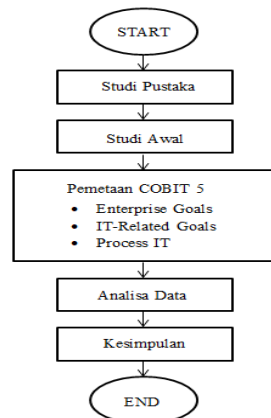 START
Studi Pustaka
Studi Awal
Pemetaan COBIT 5
• Enterprise Goals
• IT-Related Goals
• Process IT
Analisa Data
Kesimpulan
END